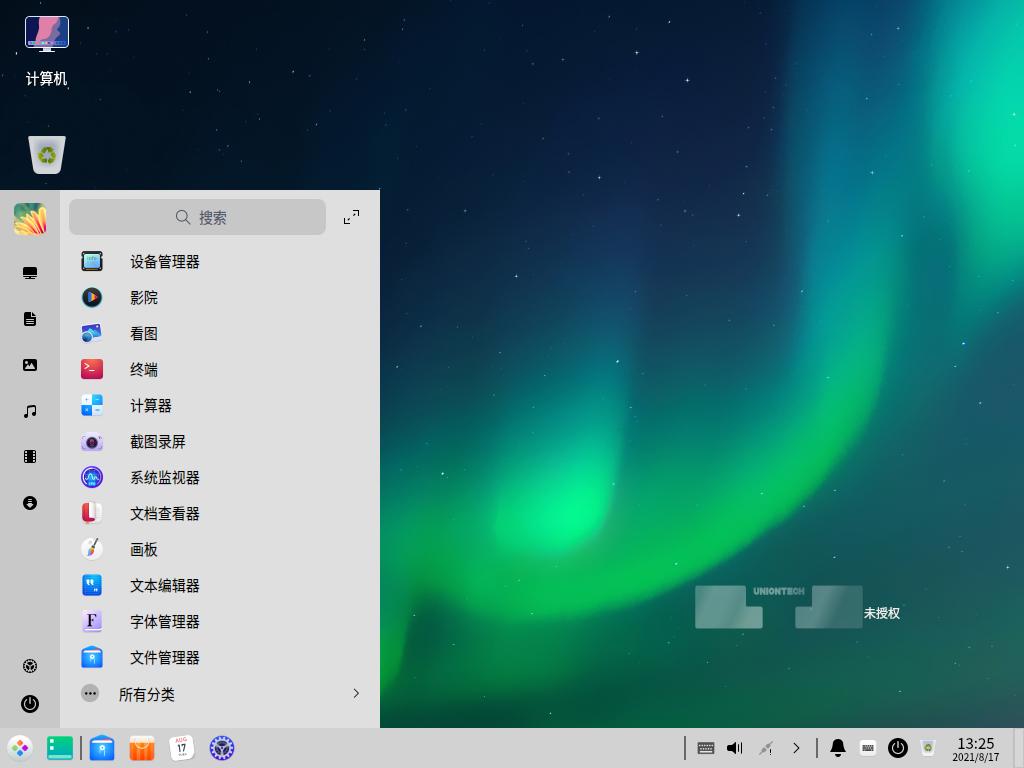 计算机
搜索
设备管理器
影院
看图
终端
计算器
截图录屏
系统监视器
文档查看器
画板
文本编辑器
字体管理器
文件管理器
所有分类
UNIONTECH
未授权
AUG
17
13:25
2021/8/17